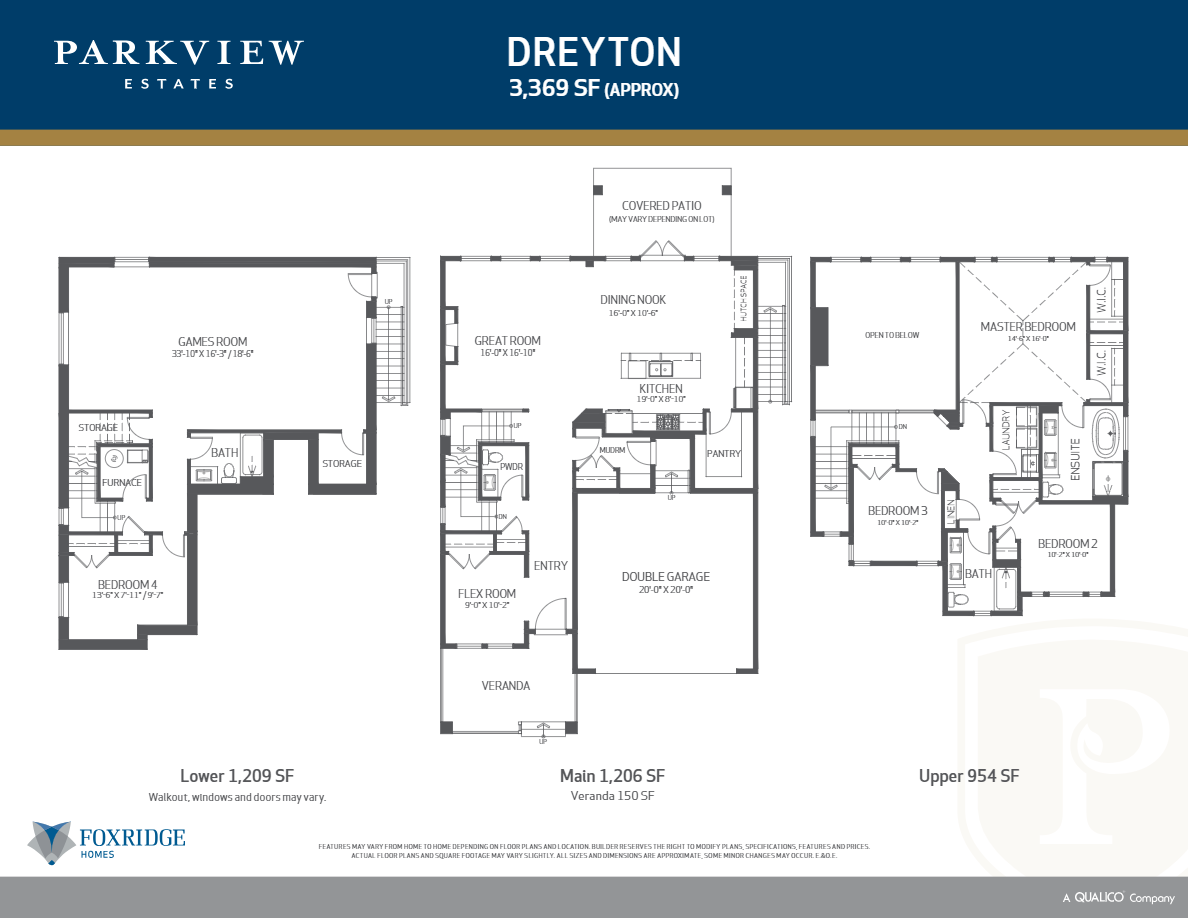 PARKVIEW
ESTATES
DREYTON
3,369 SF (APPROX)
GAMES ROOM
33'-10" X 16'-3" / 18'-6"
UP
STORAGE
BATH
STORAGE
FURNACE
UP
BEDROOM 4
13'-6" X 7'-11" / 9'-7"
COVERED PATIO
(MAY VARY DEPENDING ON LOT)
DINING NOOK
16'-0" X 10'-6"
HUTCH SPACE
GREAT ROOM
16'-0" X 16'-10"
KITCHEN
19'-0" X 8'-10"
UP
MUDRM
PANTRY
PWDR
UP
DN
ENTRY
FLEX ROOM
9'-0" X 10'-2"
DOUBLE GARAGE
20'-0" X 20'-0"
VERANDA
UP
OPEN TO BELOW
MASTER BEDROOM
14'-6" X 16'-0"
W.I.C.
W.I.C.
DN
LAUNDRY
ENSUITE
BEDROOM 3
10'-0" X 10'-2"
LINEN
BEDROOM 2
10'-2" X 10'-0"
BATH
Lower 1,209 SF
Walkout, windows and doors may vary.
Main 1,206 SF
Veranda 150 SF
Upper 954 SF
FOXRIDGE
HOMES
FEATURES MAY VARY FROM HOME TO HOME DEPENDING ON FLOOR PLANS AND LOCATION. BUILDER RESERVES THE RIGHT TO MODIFY PLANS, SPECIFICATIONS, FEATURES AND PRICES.
ACTUAL FLOOR PLANS AND SQUARE FOOTAGE MAY VARY SLIGHTLY. ALL SIZES AND DIMENSIONS ARE APPROXIMATE, SOME MINOR CHANGES MAY OCCUR. E.&O.E.
P
A QUALICO® Company